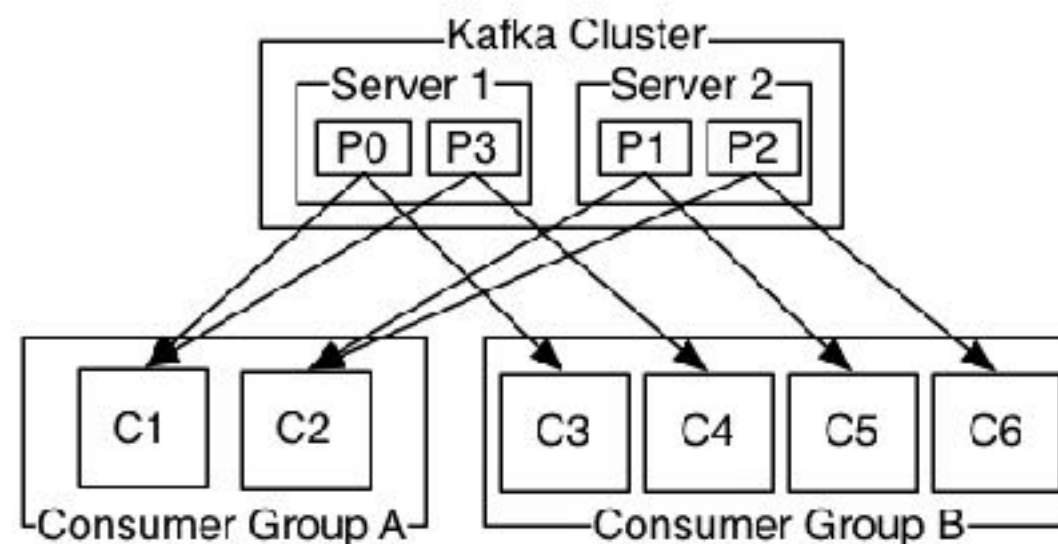 Kafka Cluster
Server 1 Server 2
P0 P3 P1 P2
C1 C2 C3 C4 C5 C6
Consumer Group A Consumer Group B